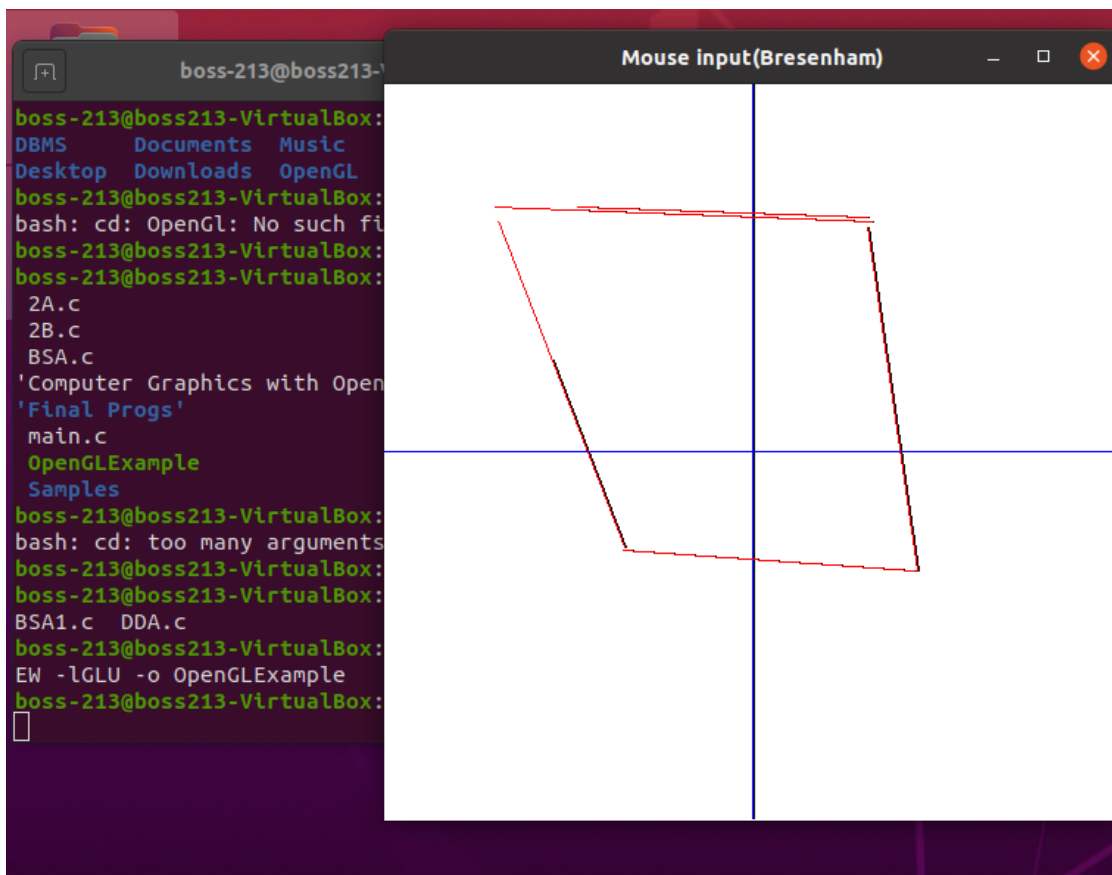 boss-213@boss213-
Mouse input(Bresenham)
boss-213@boss213-VirtualBox:
DBMS Documents Music
Desktop Downloads OpenGL
boss-213@boss213-VirtualBox:
bash: cd: OpenGl: No such fi
boss-213@boss213-VirtualBox:
boss-213@boss213-VirtualBox:
2A.c
2B.c
BSA.c
'Computer Graphics with Open
'Final Progs'
main.c
OpenGLExample
Samples
boss-213@boss213-VirtualBox:
bash: cd: too many arguments
boss-213@boss213-VirtualBox:
boss-213@boss213-VirtualBox:
BSA1.c DDA.c
boss-213@boss213-VirtualBox:
EW -lGLU -o OpenGLExample
boss-213@boss213-VirtualBox: